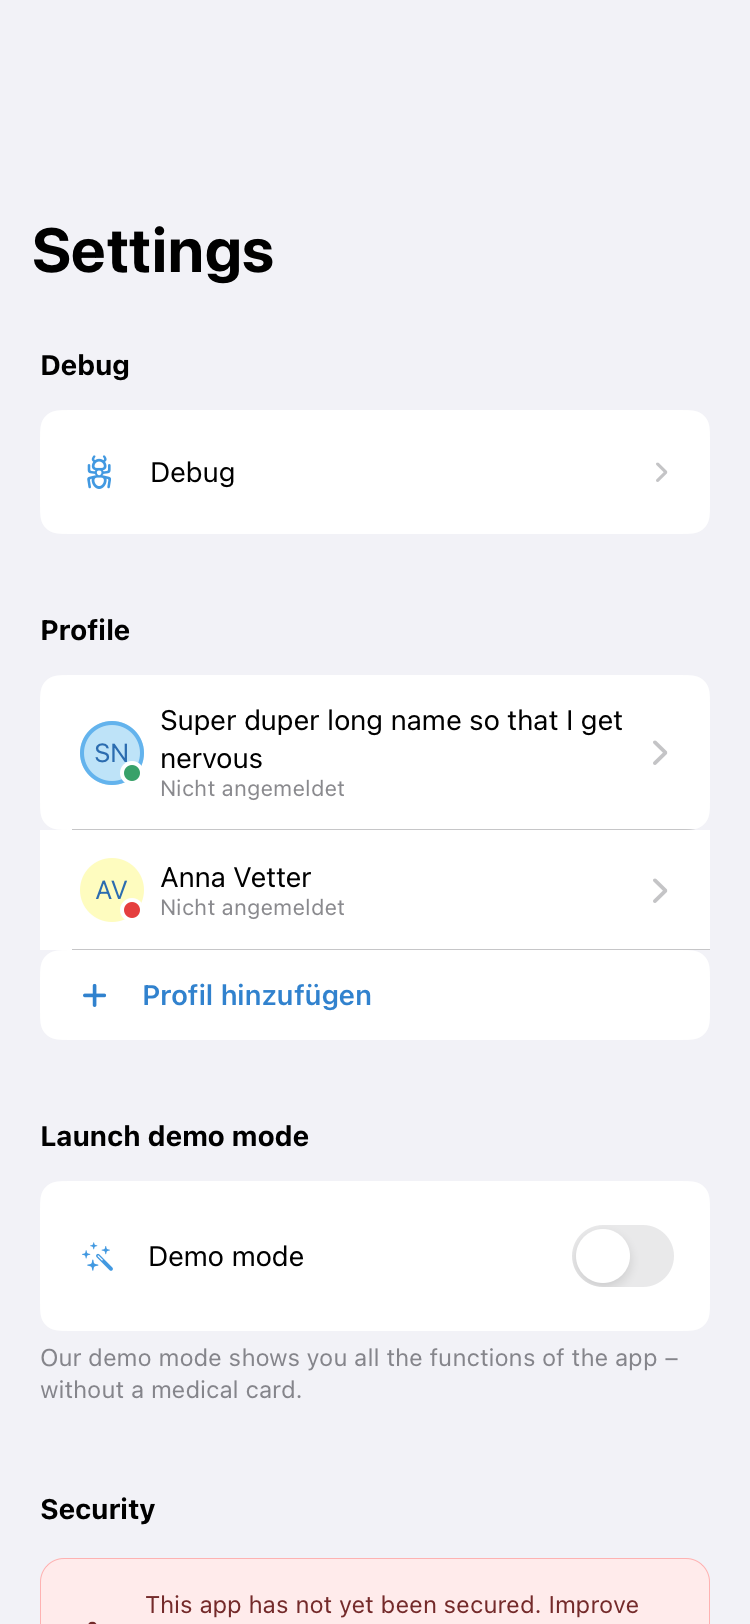 Settings
Debug
Debug
Profile
SN
Super duper long name so that I get
nervous
Nicht angemeldet
AV
Anna Vetter
Nicht angemeldet
Profil hinzufügen
Launch demo mode
Demo mode
Our demo mode shows you all the functions of the app –
without a medical card.
Security
This app has not yet been secured. Improve